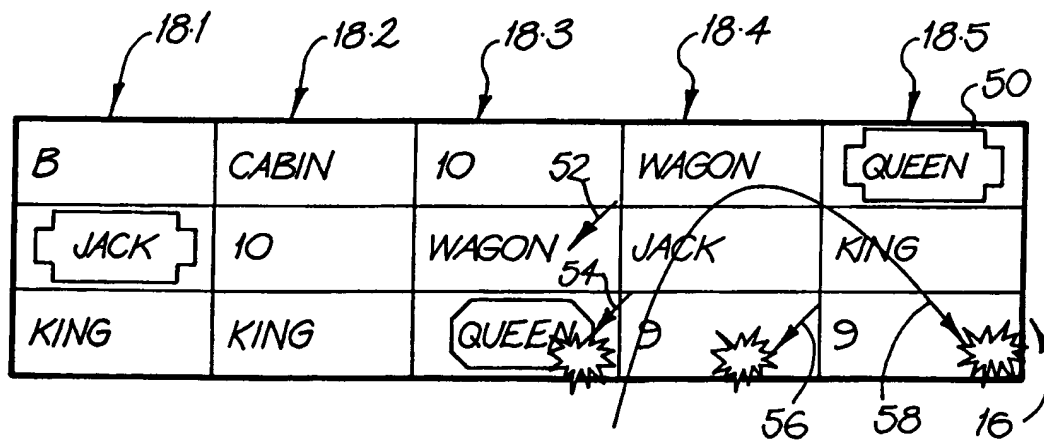 18·1 18·2 18·3 18·4 18·5
50
B CABIN 10 WAGON QUEEN
52
JACK 10 WAGON JACK KING
54
KING KING QUEEN 9 9
56 58 16